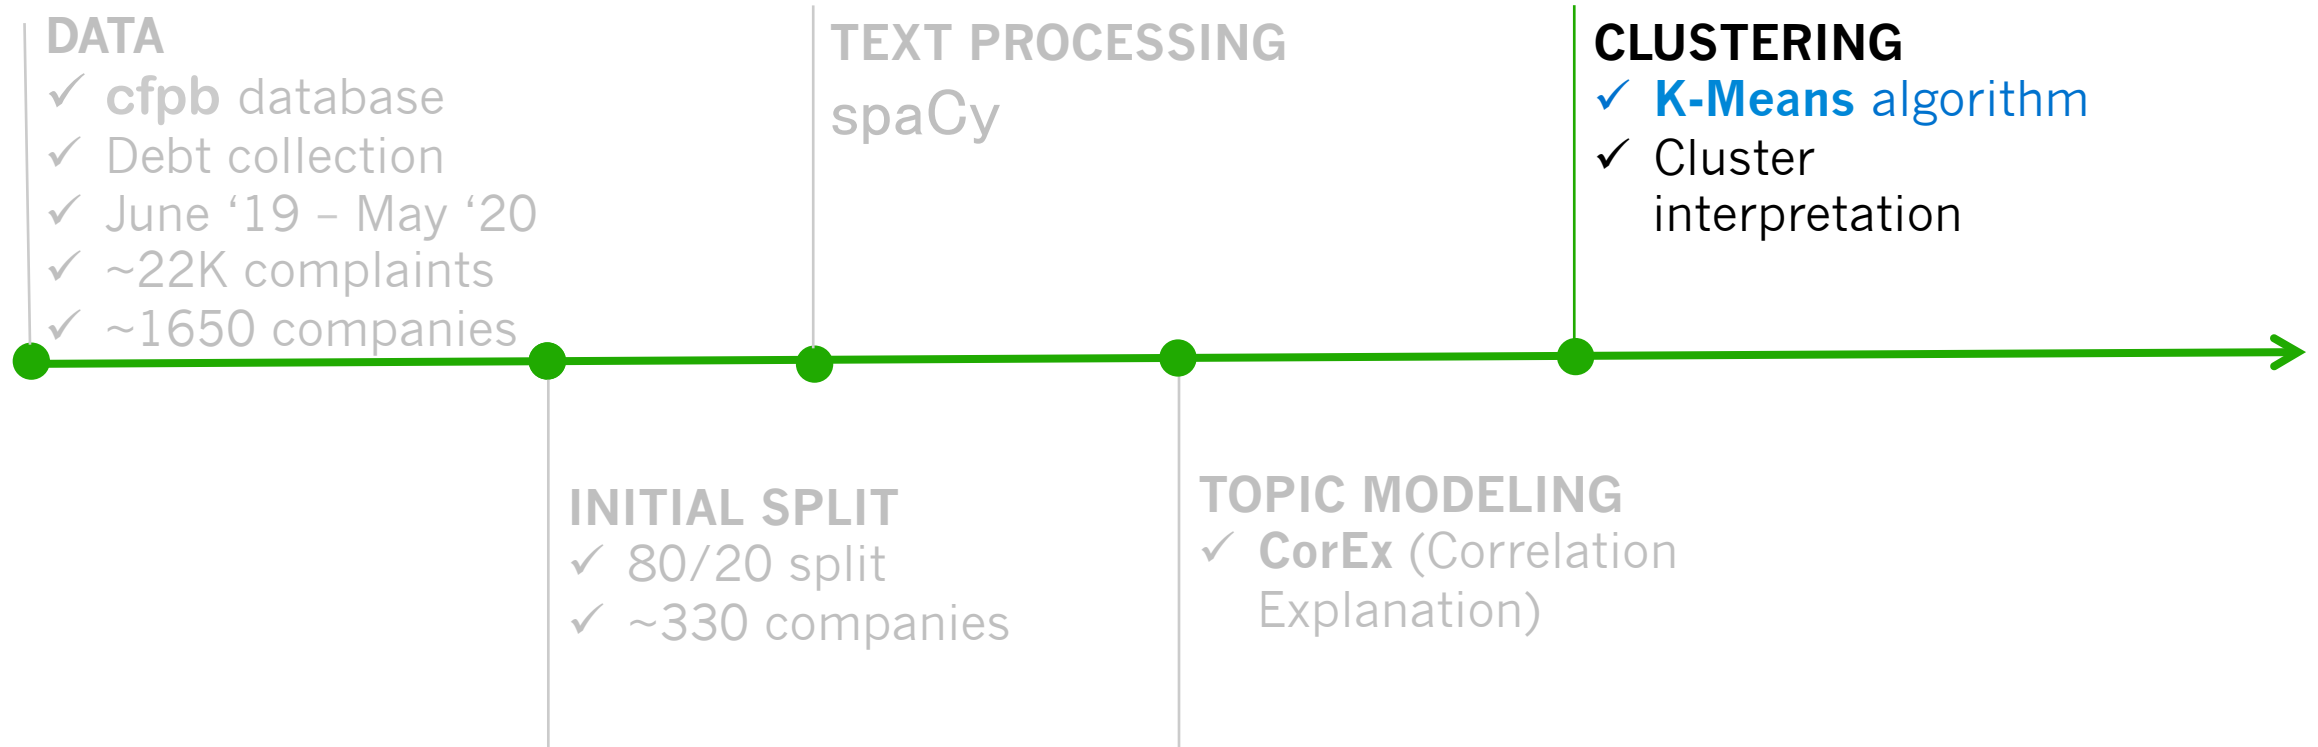 DATA
✓ cfpb database
✓ Debt collection
✓ June ‘19 – May ‘20
✓ ~22K complaints
✓ ~1650 companies
INITIAL SPLIT
✓ 80/20 split
✓ ~330 companies
TEXT PROCESSING
spaCy
TOPIC MODELING
✓ CorEx (Correlation
Explanation)
CLUSTERING
✓ K-Means algorithm
✓ Cluster
interpretation